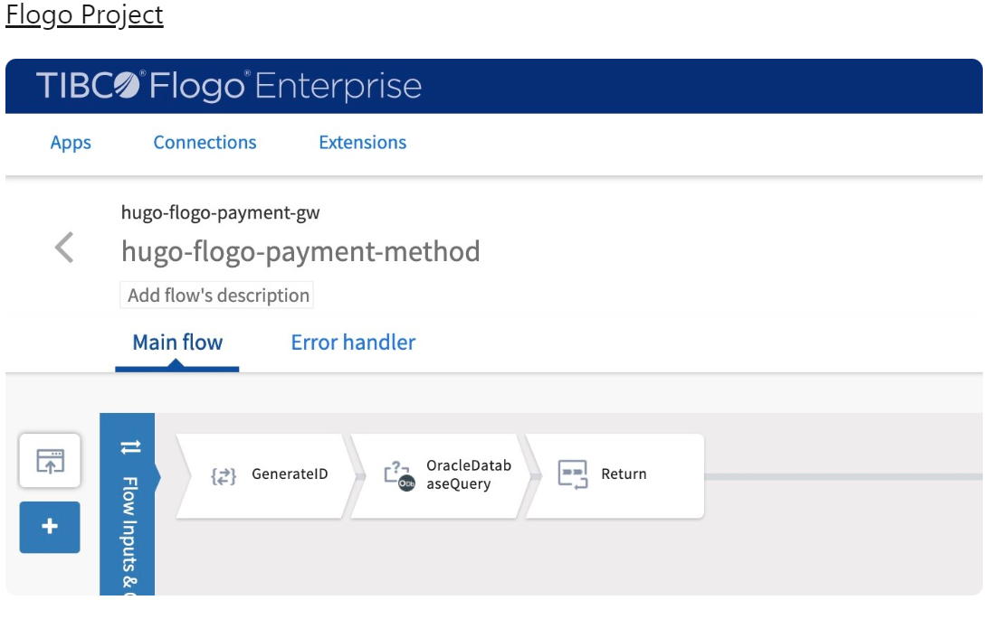 Flogo Project
TIBCO® Flogo® Enterprise
Apps Connections Extensions
hugo-flogo-payment-gw
hugo-flogo-payment-method
Add flow's description
Main flow Error handler
Flow Inputs &
GenerateID
OracleDatab
aseQuery
ODb
Return